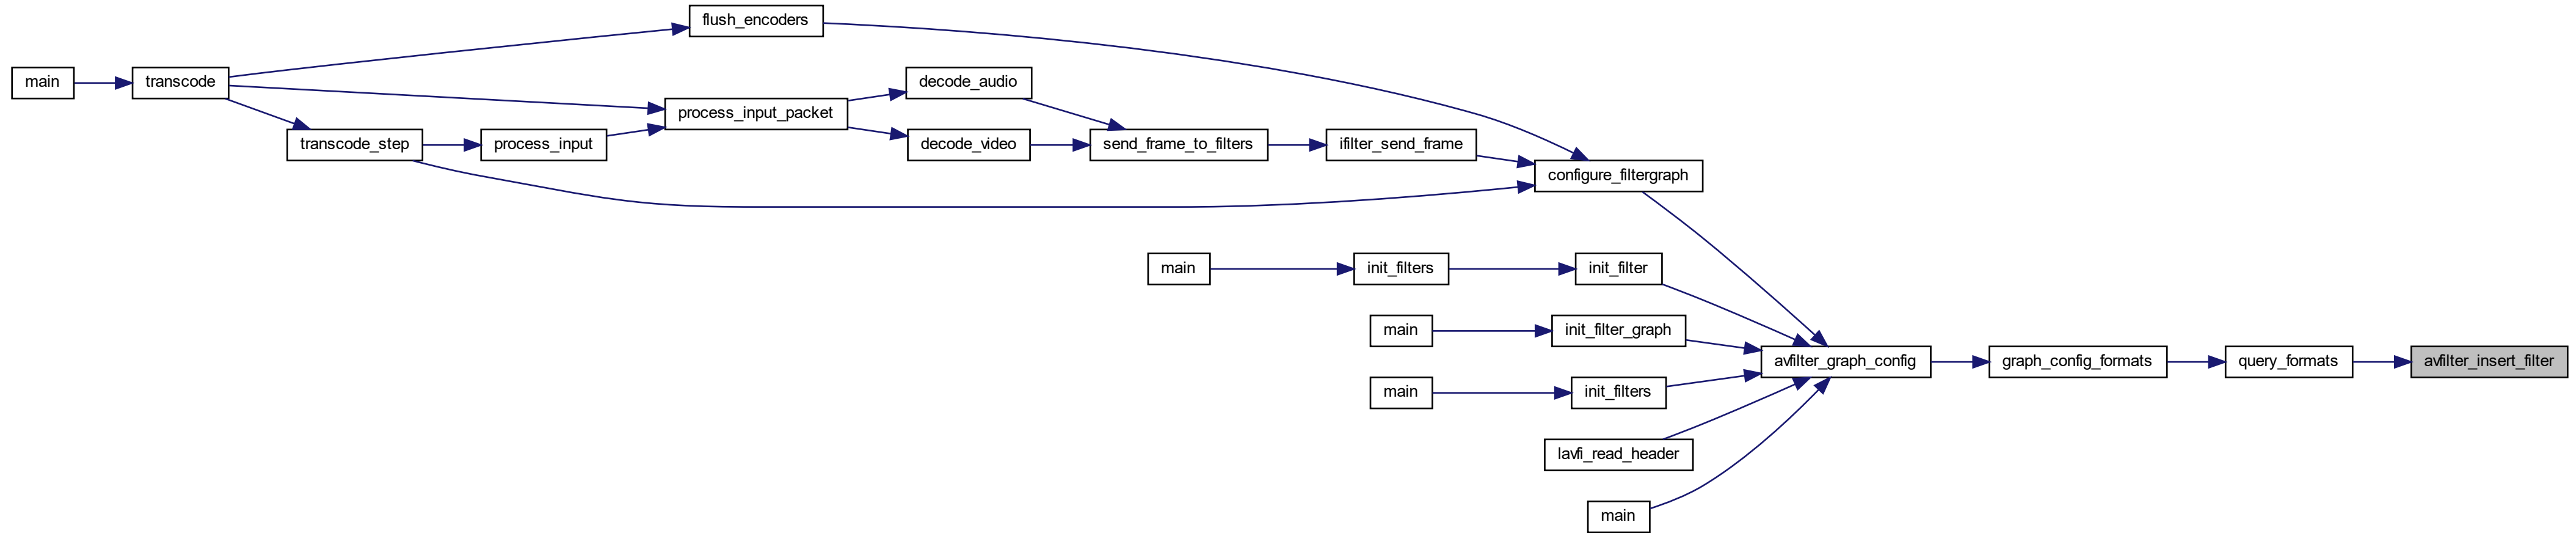 flush_encoders
main
transcode
decode_audio
process_input_packet
transcode_step
process_input
decode_video
send_frame_to_filters
ifilter_send_frame
configure_filtergraph
main
init_filters
init_filter
main
init_filter_graph
avfilter_graph_config
graph_config_formats
query_formats
avfilter_insert_filter
main
init_filters
lavfi_read_header
main